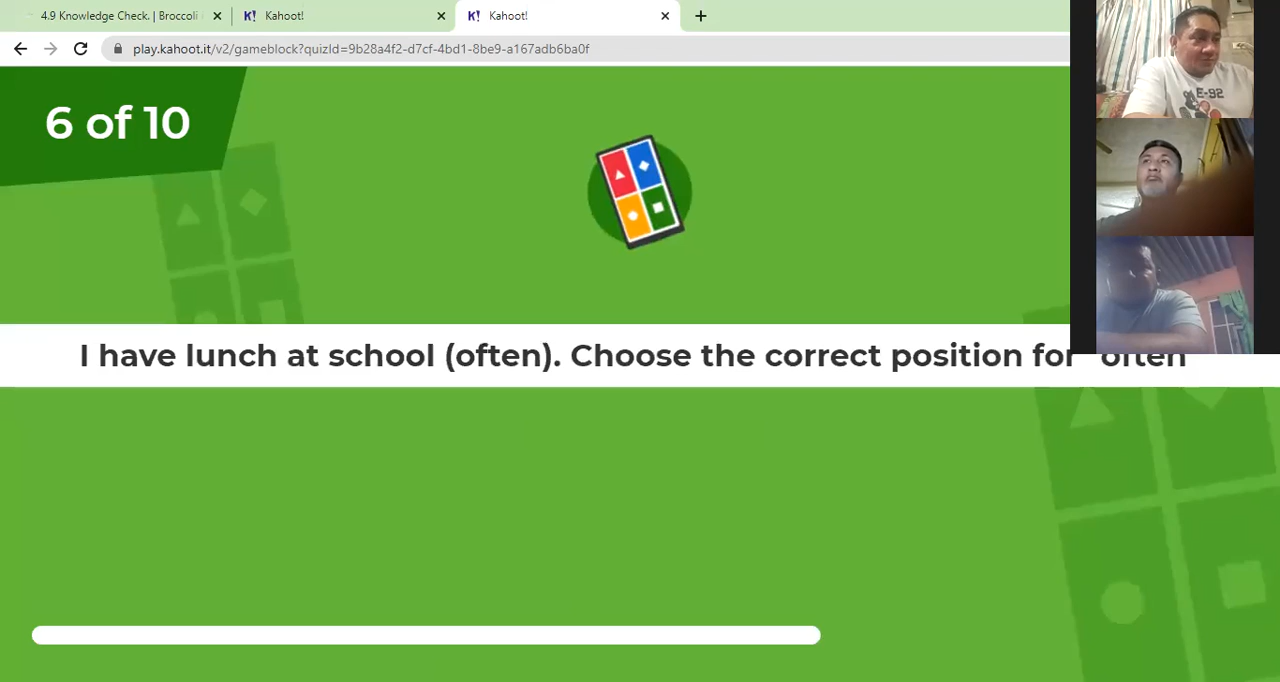 4.9 Knowledge Check. | Broccoli
K! Kahoot!
K! Kahoot!
play.kahoot.it/v2/gameblock?quizId=9b28a4f2-d7cf-4bd1-8be9-a167adb6ba0f
6 of 10
E-92
I have lunch at school (often). Choose the correct position for "often